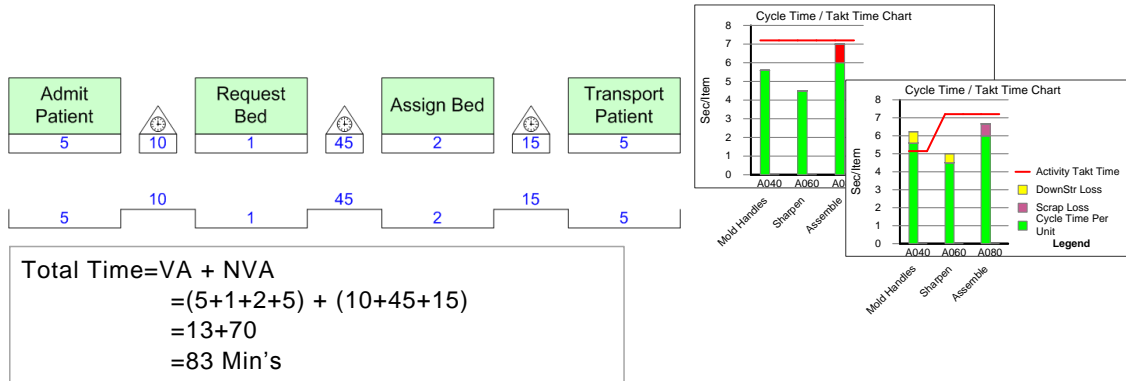 Admit
Patient
5
10
Request
Bed
1
45
Assign Bed
2
15
Transport
Patient
5
5
10
1
45
2
15
5
Total Time=VA + NVA
=(5+1+2+5) + (10+45+15)
=13+70
=83 Min's
Cycle Time / Takt Time Chart
Sec/Item
8
7
6
5
4
3
2
1
0
A040
A060
A0
Mold Handles
Sharpen
Assemble
Cycle Time / Takt Time Chart
Sec/Item
8
7
6
5
4
3
2
1
0
A040
A060
A080
Mold Handles
Sharpen
Assemble
Activity Takt Time
DownStr Loss
Scrap Loss
Cycle Time Per
Unit
Legend